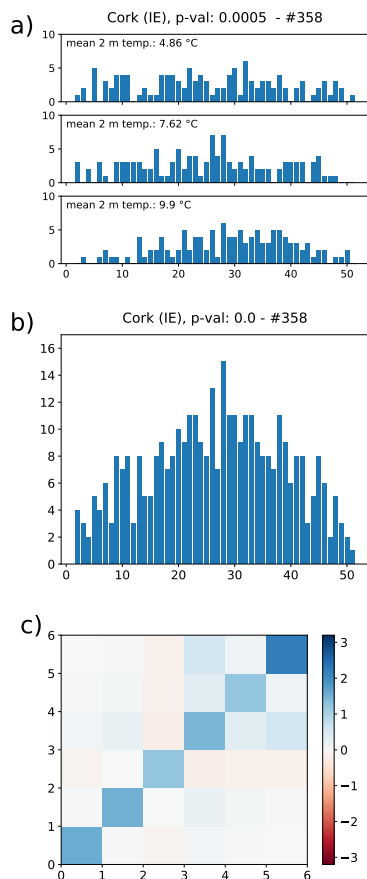 a)
Cork (IE), p-val: 0.0005 - #358
10
mean 2 m temp.: 4.86 °C
5
0
10
mean 2 m temp.: 7.62 °C
5
0
10
mean 2 m temp.: 9.9 °C
5
0
0 10 20 30 40 50
b)
Cork (IE), p-val: 0.0 - #358
16
14
12
10
8
6
4
2
0
0 10 20 30 40 50
c)
6
5
4
3
2
1
0
0 1 2 3 4 5 6
3
2
1
0
−1
−2
−3